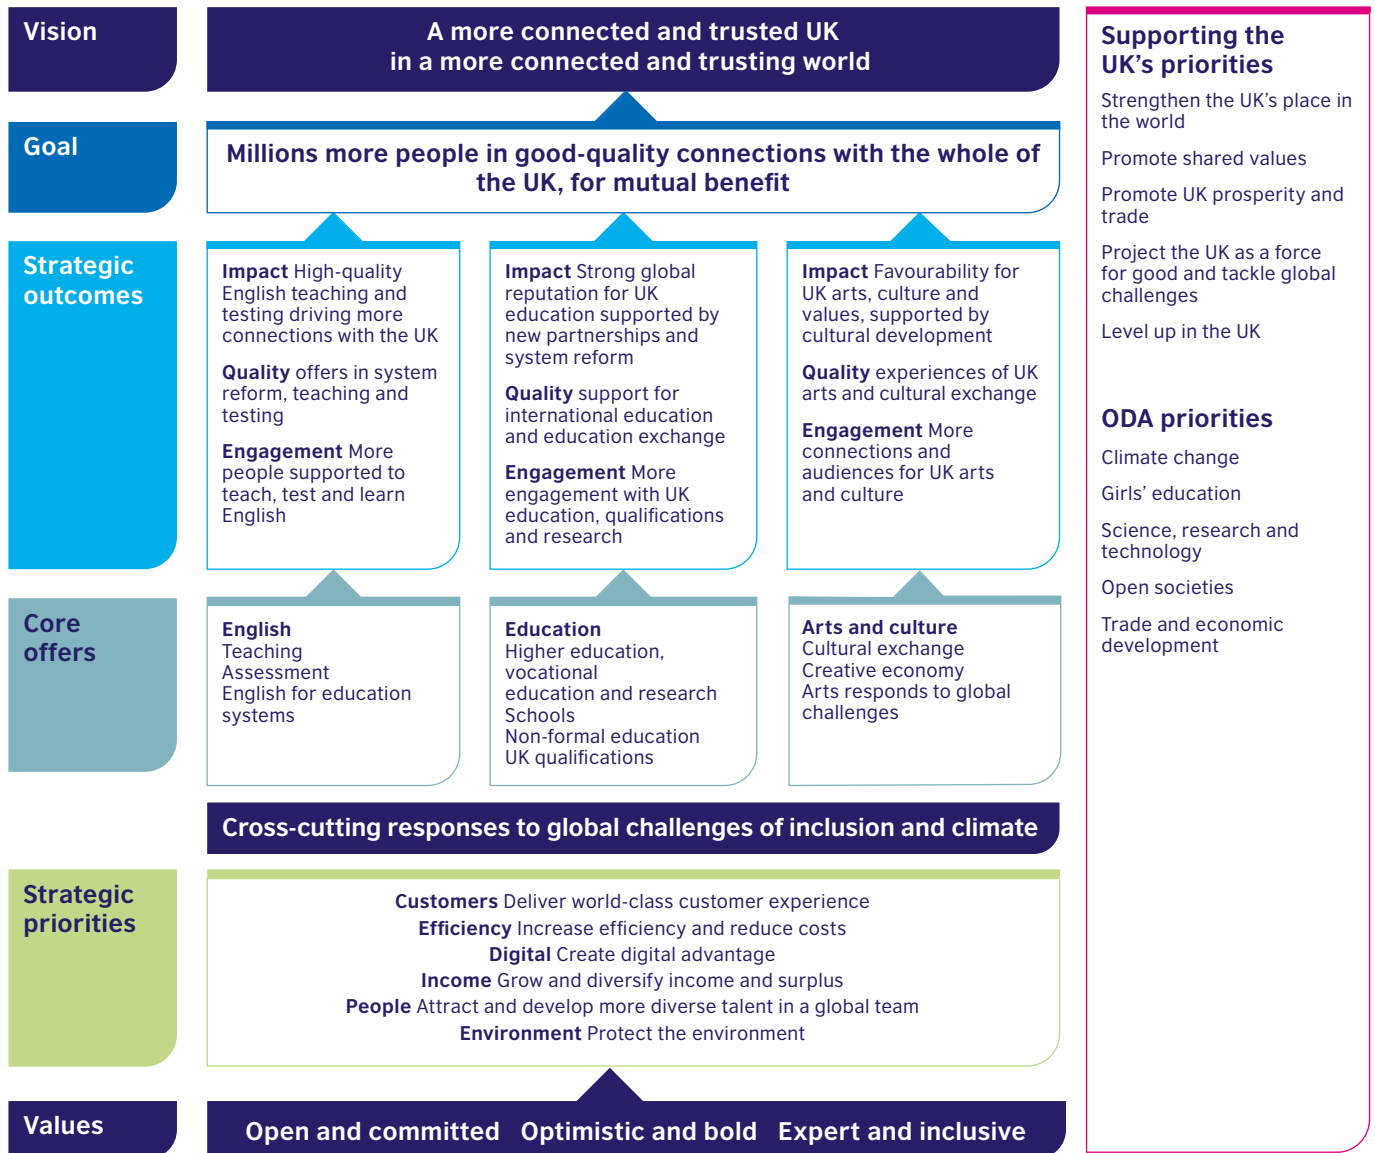 Vision
A more connected and trusted UK
in a more connected and trusting world
Goal
Millions more people in good-quality connections with the whole of
the UK, for mutual benefit
Strategic
outcomes
Impact High-quality
English teaching and
testing driving more
connections with the UK
Quality offers in system
reform, teaching and
testing
Engagement More
people supported to
teach, test and learn
English
Impact Strong global
reputation for UK
education supported by
new partnerships and
system reform
Quality support for
international education
and education exchange
Engagement More
engagement with UK
education, qualifications
and research
Impact Favourability for
UK arts, culture and
values, supported by
cultural development
Quality experiences of UK
arts and cultural exchange
Engagement More
connections and
audiences for UK arts
and culture
Core
offers
English
Teaching
Assessment
English for education
systems
Education
Higher education,
vocational
education and research
Schools
Non-formal education
UK qualifications
Arts and culture
Cultural exchange
Creative economy
Arts responds to global
challenges
Cross-cutting responses to global challenges of inclusion and climate
Strategic
priorities
Customers Deliver world-class customer experience
Efficiency Increase efficiency and reduce costs
Digital Create digital advantage
Income Grow and diversify income and surplus
People Attract and develop more diverse talent in a global team
Environment Protect the environment
Values
Open and committed Optimistic and bold Expert and inclusive
Supporting the
UK’s priorities
Strengthen the UK’s place in
the world
Promote shared values
Promote UK prosperity and
trade
Project the UK as a force
for good and tackle global
challenges
Level up in the UK
ODA priorities
Climate change
Girls’ education
Science, research and
technology
Open societies
Trade and economic
development